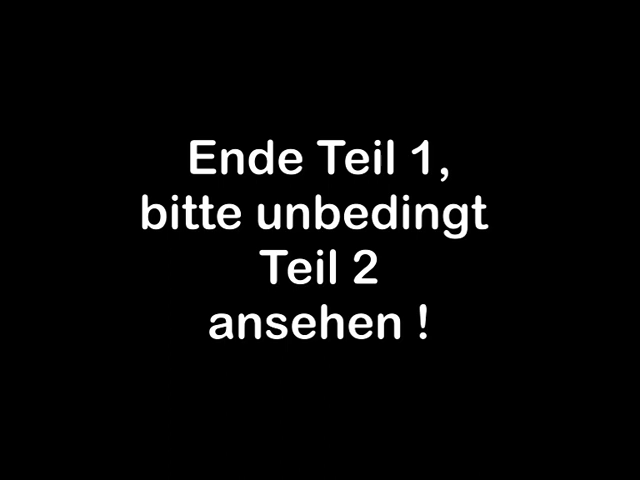 Ende Teil 1,
bitte unbedingt
Teil 2
ansehen !